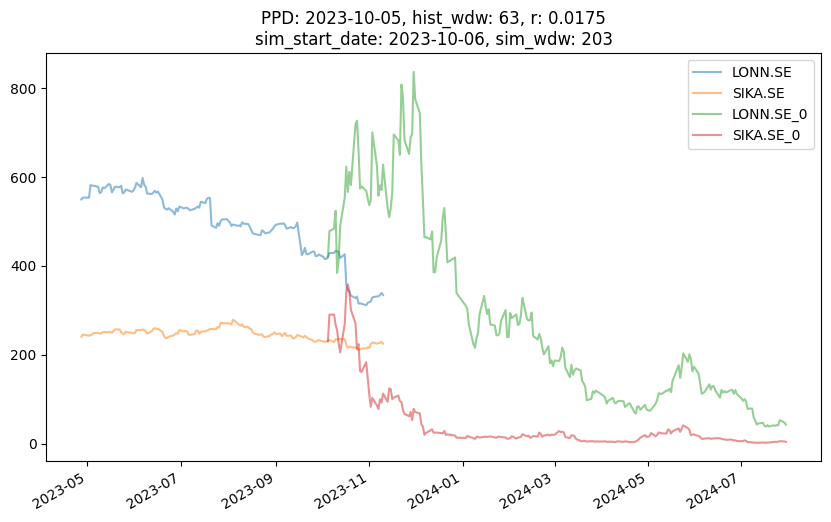 PPD: 2023-10-05, hist_wdw: 63, r: 0.0175
sim_start_date: 2023-10-06, sim_wdw: 203
LONN.SE
SIKA.SE
LONN.SE_0
SIKA.SE_0
800
600
400
200
0
2023-05
2023-07
2023-09
2023-11
2024-01
2024-03
2024-05
2024-07